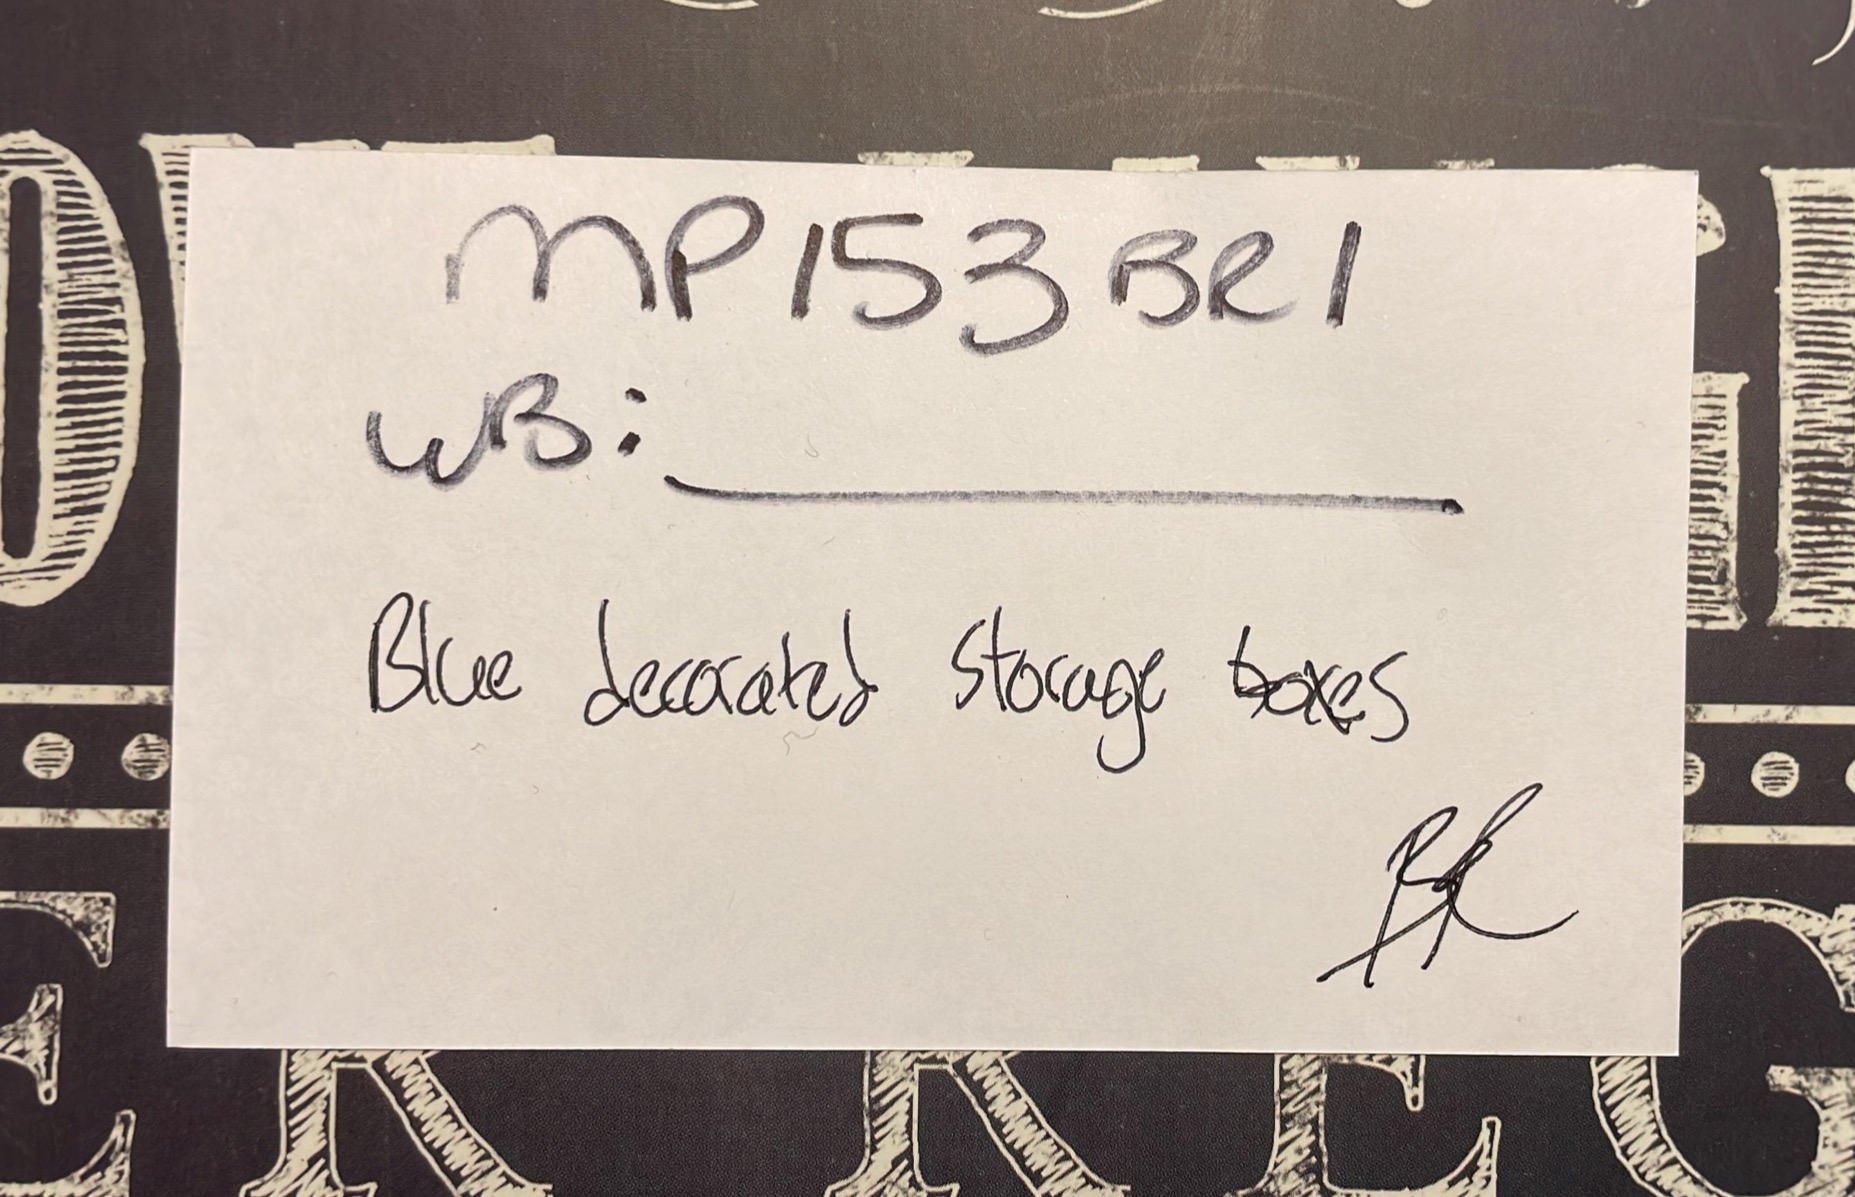 MP153BR1
WB:
Blue decorated storage boxes